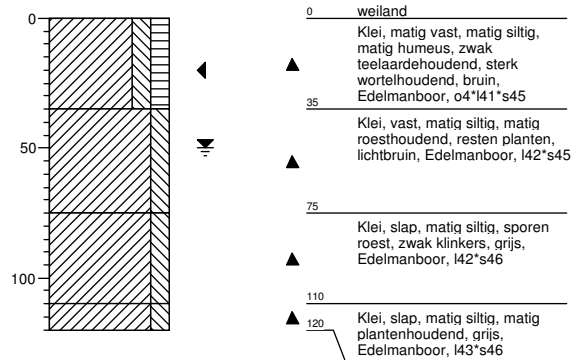 0
50
100
0 weiland
Klei, matig vast, matig siltig,
matig humeus, zwak
teelaardehoudend, sterk
wortelhoudend, bruin,
Edelmanboor, o4*l41*s45
35
Klei, vast, matig siltig, matig
roesthoudend, resten planten,
lichtbruin, Edelmanboor, l42*s45
75
Klei, slap, matig siltig, sporen
roest, zwak klinkers, grijs,
Edelmanboor, l42*s46
110
Klei, slap, matig siltig, matig
plantenhoudend, grijs,
Edelmanboor, l43*s46
120